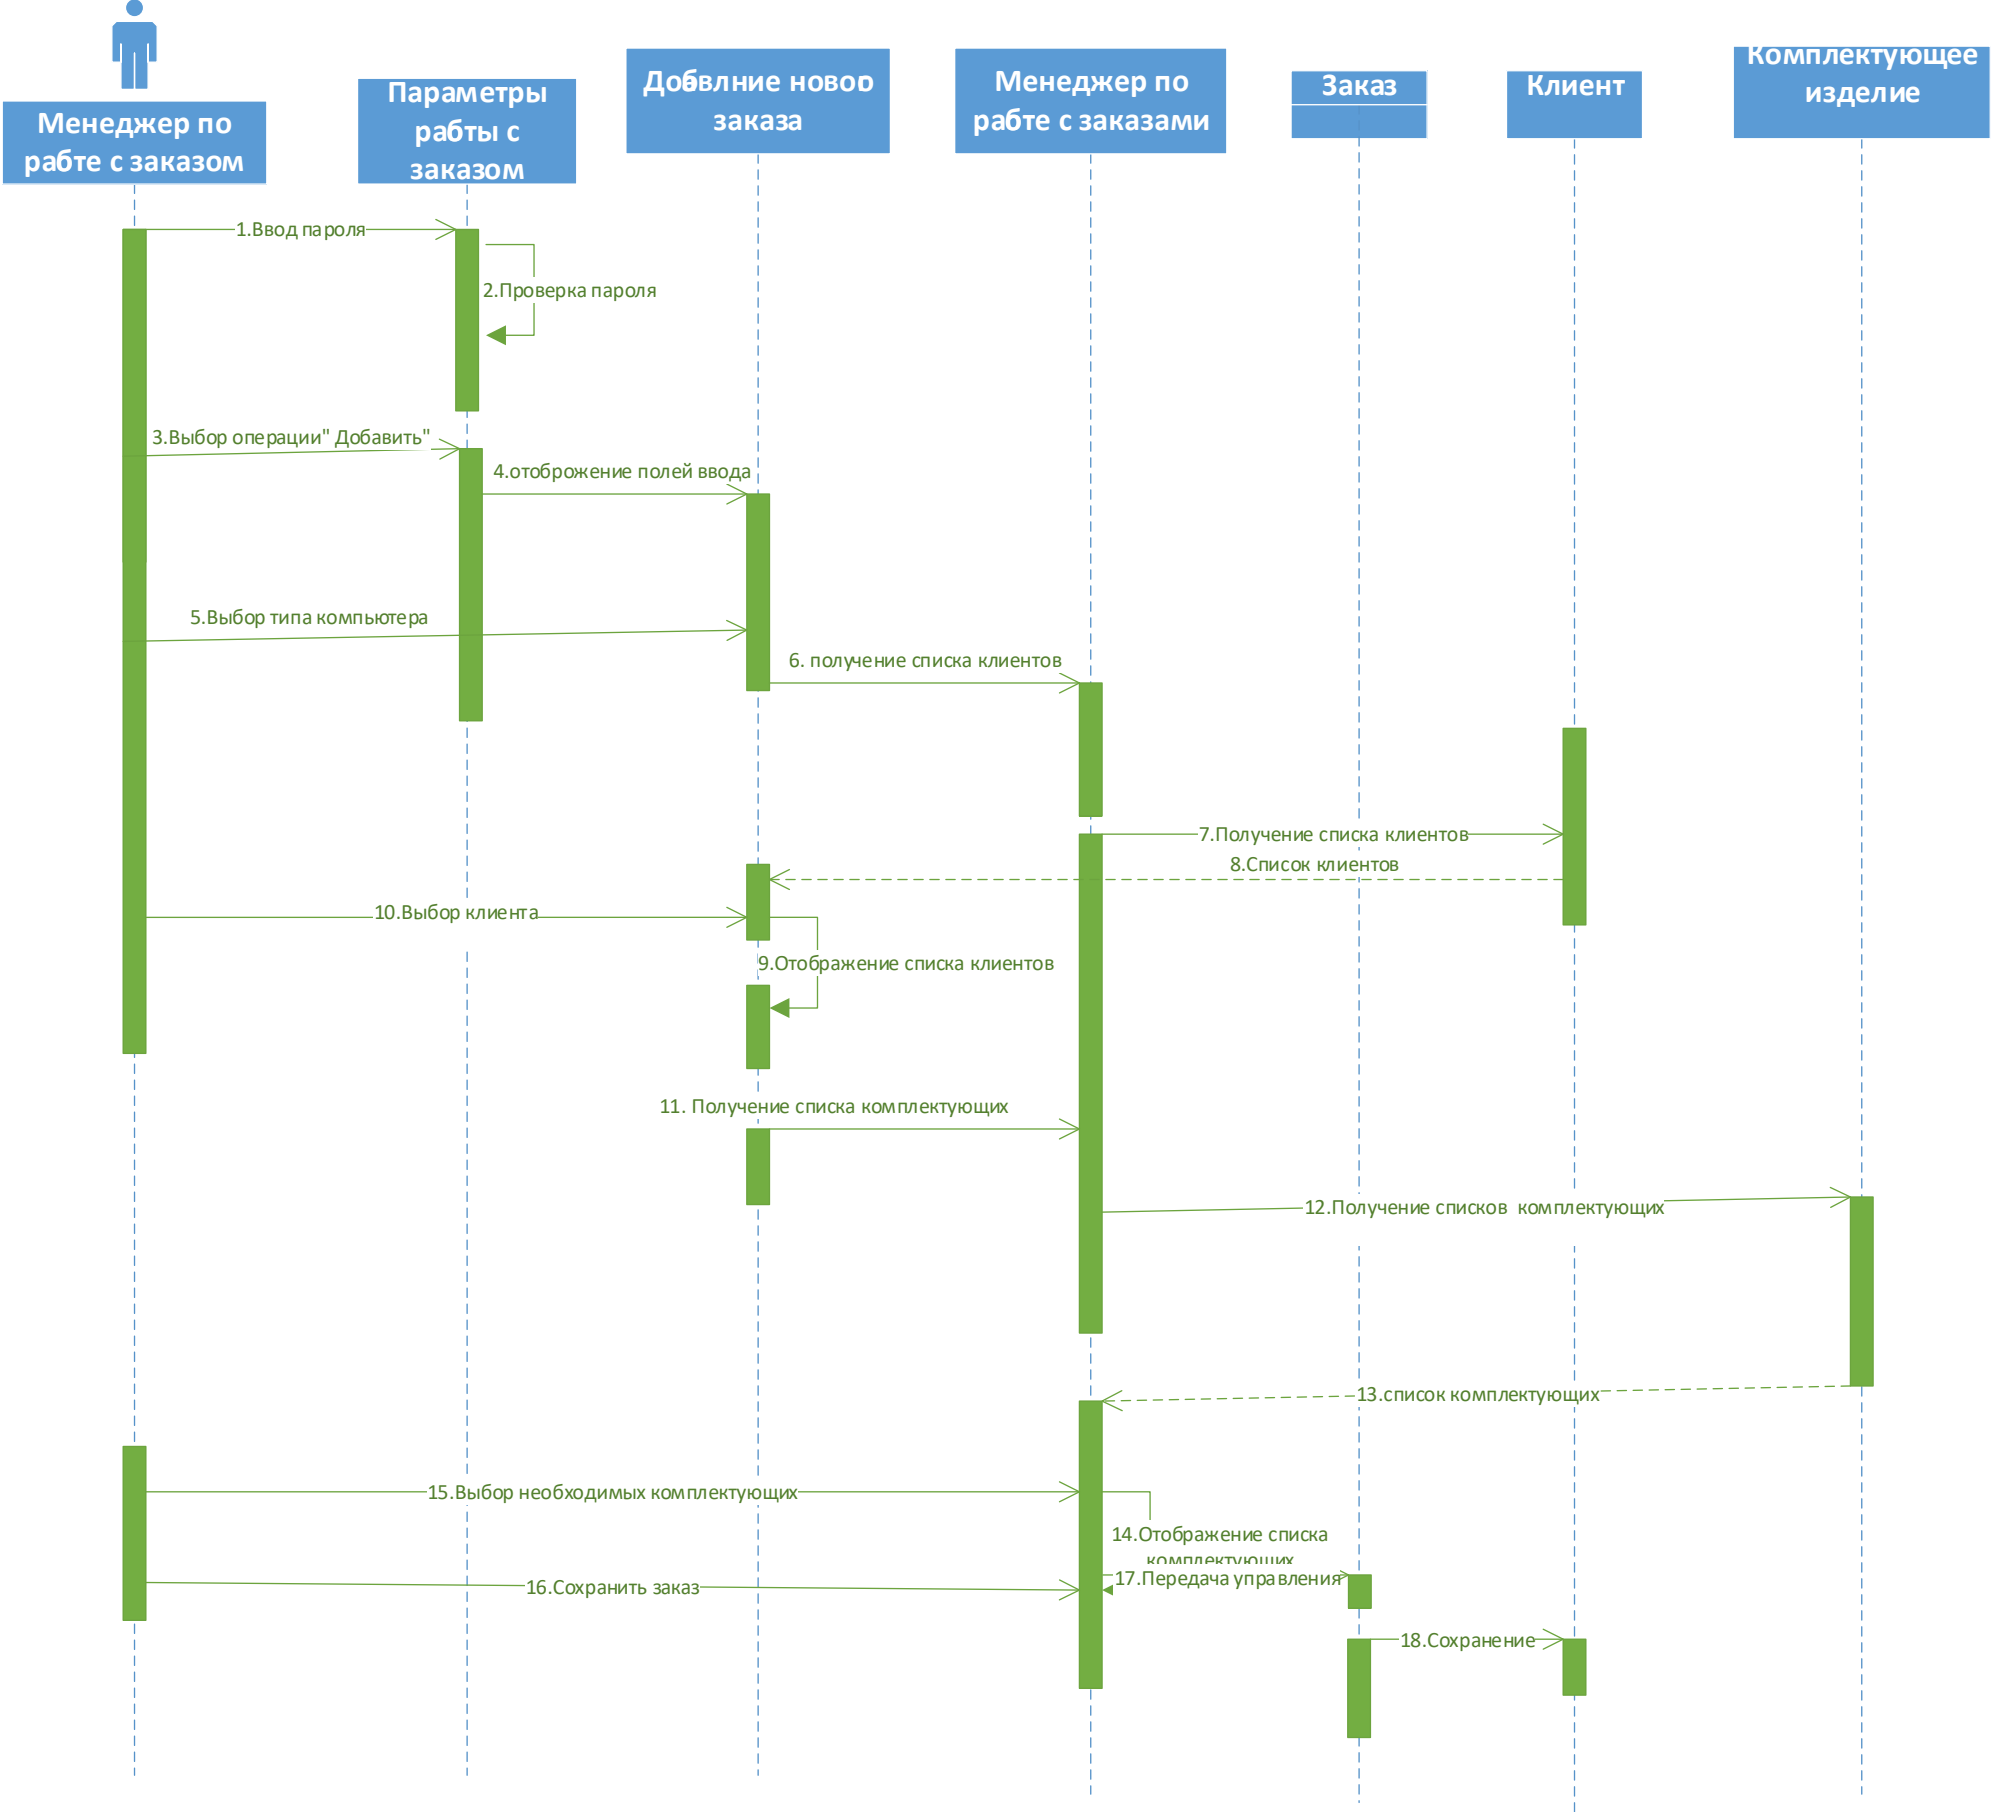 Менеджер по
рабте с заказом
Параметры
рабты с
заказом
Добвлние новоо
заказа
Менеджер по
рабте с заказами
Заказ
Клиент
Комплектующее
изделие
1.Ввод пароля
2.Проверка пароля
3.Выбор операции" Добавить"
4.отоброжение полей ввода
5.Выбор типа компьютера
6. получение списка клиентов
7.Получение списка клиентов
8.Список клиентов
10.Выбор клиента
9.Отображение списка клиентов
11. Получение списка комплектующих
12.Получение списков комплектующих
13.список комплектующих
15.Выбор необходимых комплектующих
14.Отображение списка
комплектующих
17.Передача управления
16.Сохранить заказ
18.Сохранение